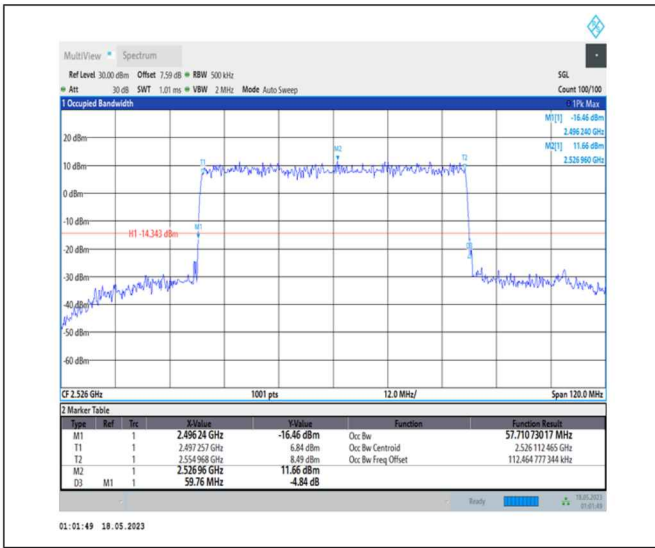 MultiView Spectrum
Ref Level 30.00 dBm Offset 7.59 dB RBW 500 kHz SGL
Att 30 dB SWT 1.01 ms VBW 2 MHz Mode Auto Sweep Count 100/100
1 Occupied Bandwidth 1Pk Max
M1[1] -16.46 dBm
2.496 240 GHz
M2[1] 11.66 dBm
2.526 960 GHz
20 dBm
M2
T1
T2
10 dBm
0 dBm
-10 dBm
M1
H1 -14.343 dBm
-20 dBm
D3
-30 dBm
-40 dBm
-50 dBm
-60 dBm
CF 2.526 GHz 1001 pts 12.0 MHz/ Span 120.0 MHz
2 Marker Table
Type Ref Trc X-Value Y-Value Function Function Result
M1 1 2.496 24 GHz -16.46 dBm Occ Bw 57.710 730 17 MHz
T1 1 2.497 257 GHz 6.84 dBm Occ Bw Centroid 2.526 112 465 GHz
T2 1 2.554 968 GHz 8.49 dBm Occ Bw Freq Offset 112.464 777 344 kHz
M2 1 2.526 96 GHz 11.66 dBm
D3 M1 1 59.76 MHz -4.84 dB
Ready 18.05.2023
01:01:49
01:01:49 18.05.2023